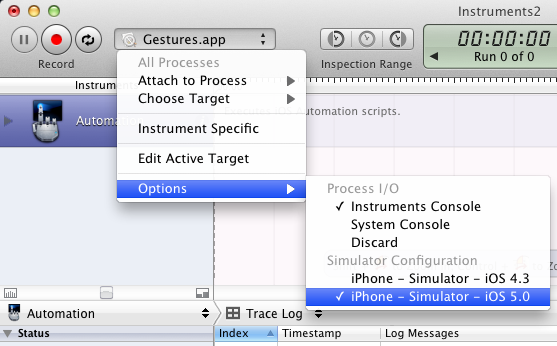 Instruments2
Gestures.app
00:00:00
Run 0 of 0
Record
Inspection Range
All Processes
Attach to Process
Choose Target
Instrument Specific
Edit Active Target
Options
Instrum
Automa
Automation scripts.
Process I/O
✓ Instruments Console
System Console
Discard
Simulator Configuration
iPhone – Simulator – iOS 4.3
✓ iPhone – Simulator – iOS 5.0
Automation
Trace Log
Status
Index
Timestamp
Log Messages